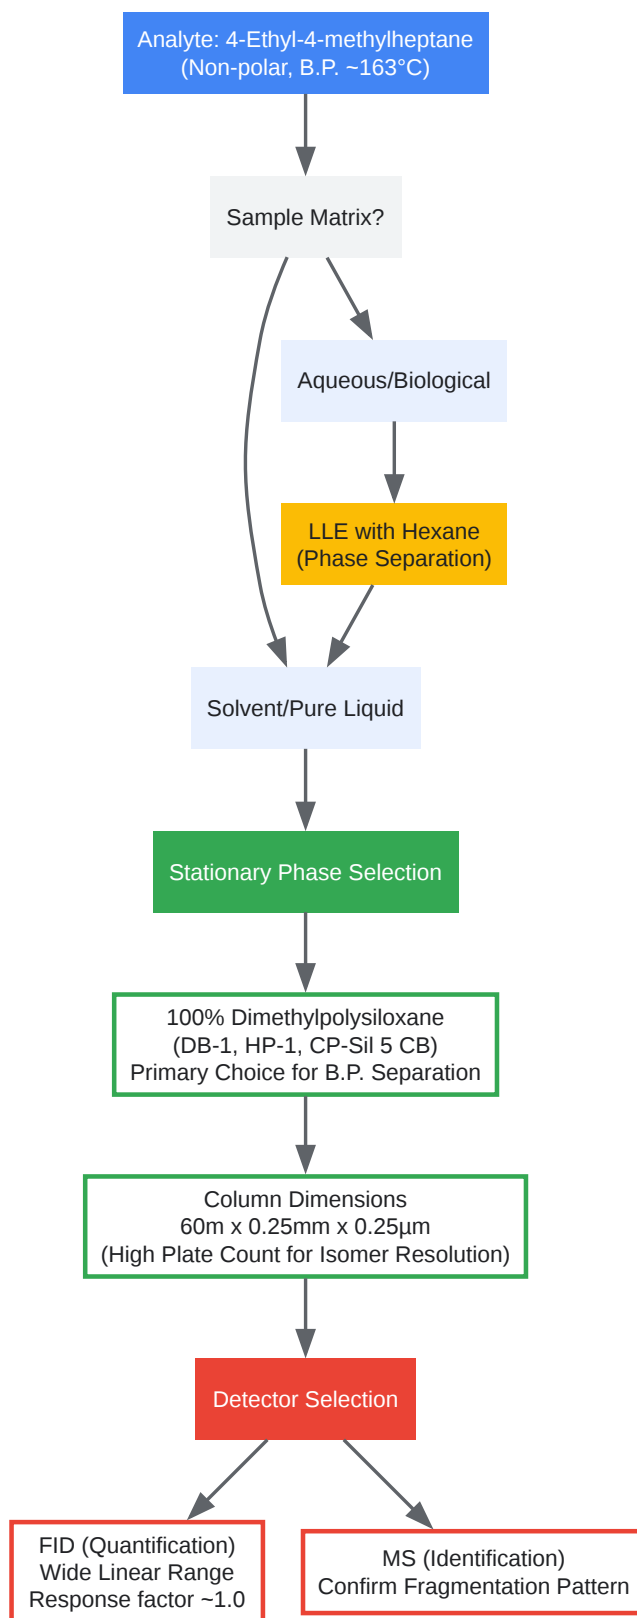 Analyte: 4-Ethyl-4-methylheptane
(Non-polar, B.P. ~163°C)
Sample Matrix?
Aqueous/Biological
LLE with Hexane
(Phase Separation)
Solvent/Pure Liquid
Stationary Phase Selection
100% Dimethylpolysiloxane
(DB-1, HP-1, CP-Sil 5 CB)
Primary Choice for B.P. Separation
Column Dimensions
60m x 0.25mm x 0.25µm
(High Plate Count for Isomer Resolution)
Detector Selection
FID (Quantification)
Wide Linear Range
Response factor ~1.0
MS (Identification)
Confirm Fragmentation Pattern